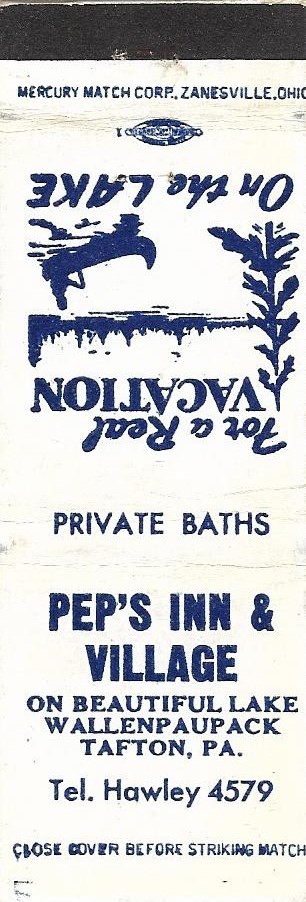 MERCURY MATCH CORP., ZANESVILLE, OHIO
For a Real
VACATION
On the LAKE
PRIVATE BATHS
PEP'S INN &
VILLAGE
ON BEAUTIFUL LAKE
WALLENPAUPACK
TAFTON, PA.
Tel. Hawley 4579
CLOSE COVER BEFORE STRIKING MATCH